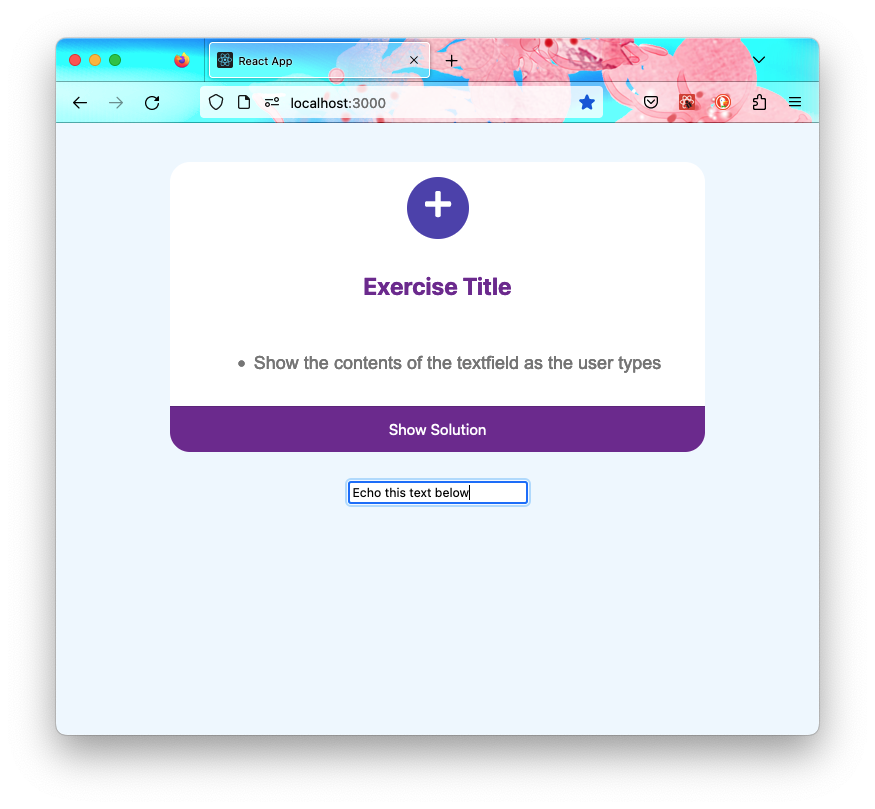 React App
localhost:3000
Exercise Title
Show the contents of the textfield as the user types
Show Solution
Echo this text below